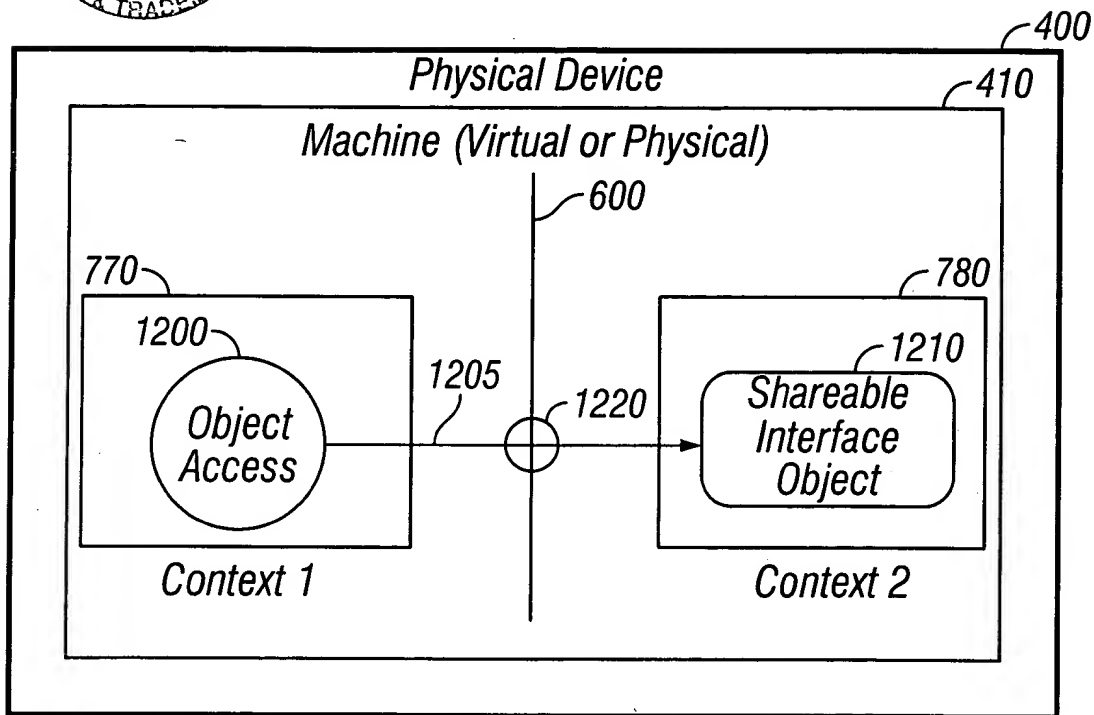 & TRADEM
400
Physical Device
410
Machine (Virtual or Physical)
600
770
780
1200
1210
1205
1220
Object
Access
Shareable
Interface
Object
Context 1
Context 2